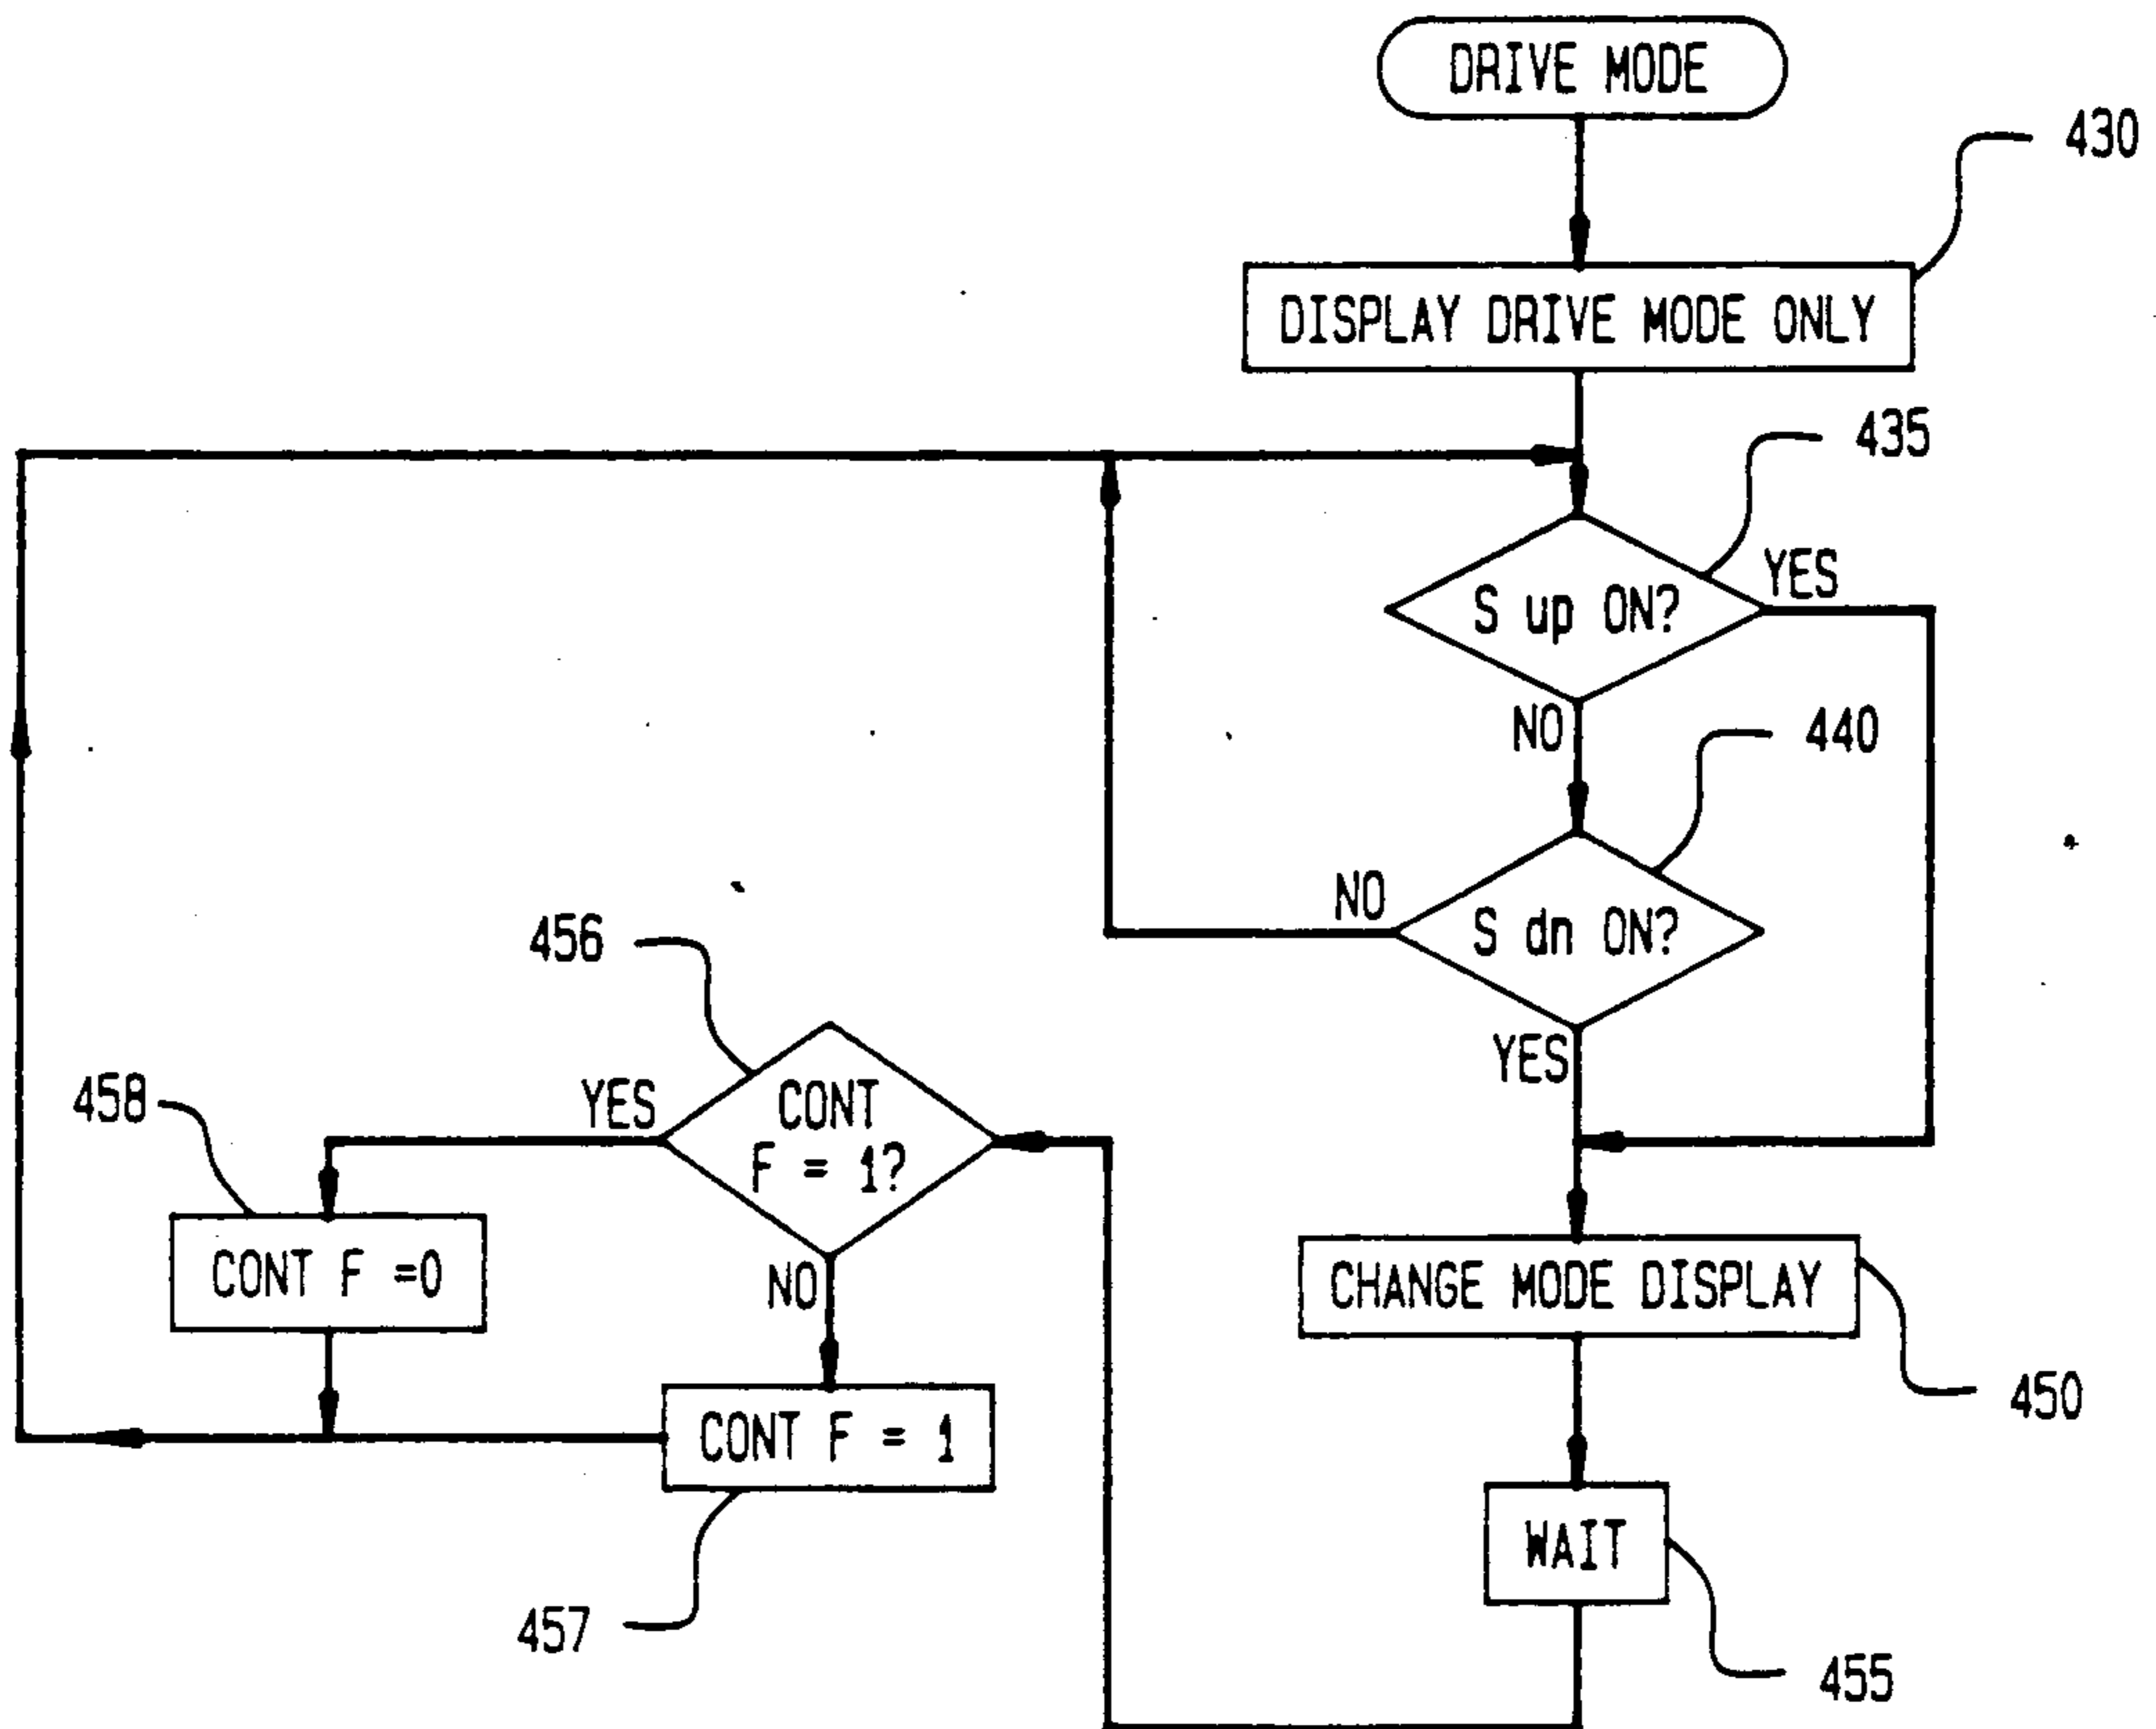 DRIVE MODE
430
DISPLAY DRIVE MODE ONLY
435
S up ON?
YES
NO
440
S dn ON?
NO
YES
456
CONT
F = 1?
YES
NO
458
CONT F =0
CONT F = 1
457
CHANGE MODE DISPLAY
450
WAIT
455